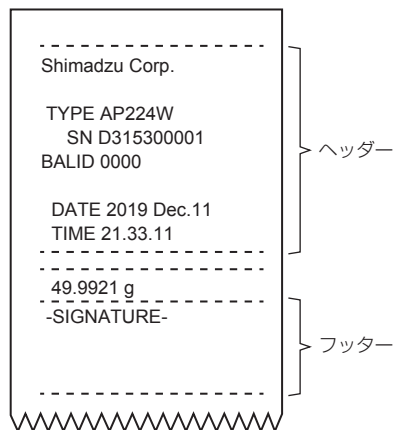 Shimadzu Corp.
TYPE AP224W
SN D315300001
BALID 0000
ヘッダー
DATE 2019 Dec.11
TIME 21.33.11
49.9921 g
-SIGNATURE-
フッター